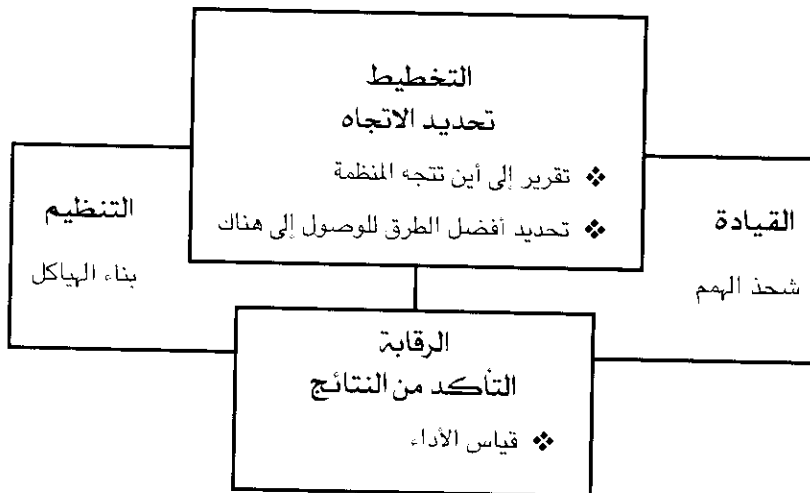 التخطيط
تحديد الاتجاه
❖ تقرير إلى أين تتجه المنظمة
❖ تحديد أفضل الطرق للوصول إلى هناك
القيادة
شحذ الهمم
التنظيم
بناء الهياكل
الرقابة
التأكد من النتائج
❖ قياس الأداء